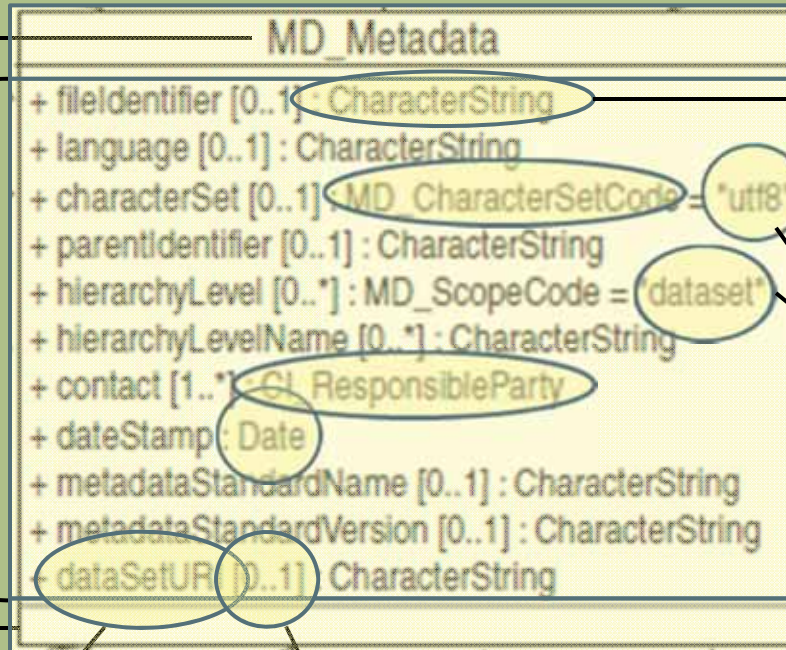 MD_Metadata
+ fileIdentifier [0..1] : CharacterString
+ language [0..1] : CharacterString
+ characterSet [0..1] : MD_CharacterSetCode = "utf8"
+ parentIdentifier [0..1] : CharacterString
+ hierarchyLevel [0..*] : MD_ScopeCode = "dataset"
+ hierarchyLevelName [0..*] : CharacterString
+ contact [1..*] : CI_ResponsibleParty
+ dateStamp : Date
+ metadataStandardName [0..1] : CharacterString
+ metadataStandardVersion [0..1] : CharacterString
+ dataSetURI [0..1] : CharacterString